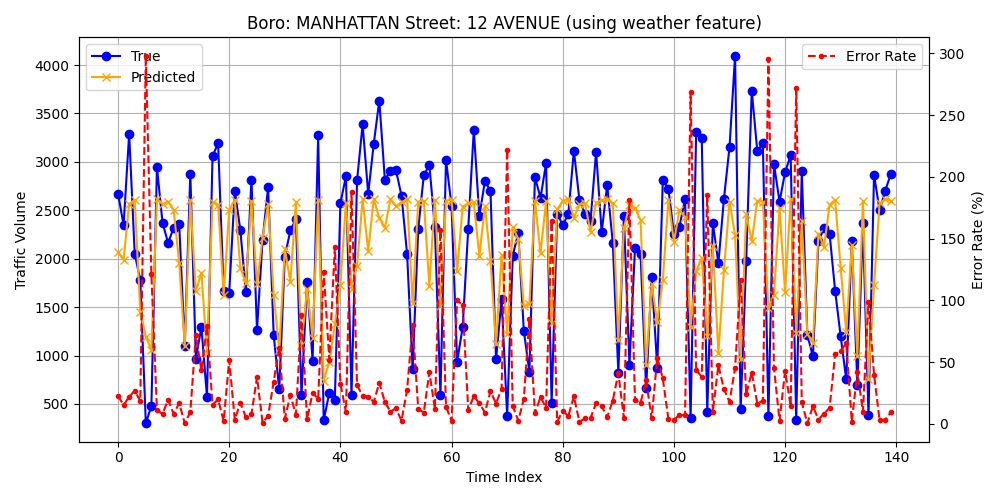 Boro: MANHATTAN Street: 12 AVENUE (using weather feature)
True
Predicted
Error Rate
Traffic Volume
4000
3500
3000
2500
2000
1500
1000
500
300
250
200
150
100
50
0
Error Rate (%)
0 20 40 60 80 100 120 140
Time Index